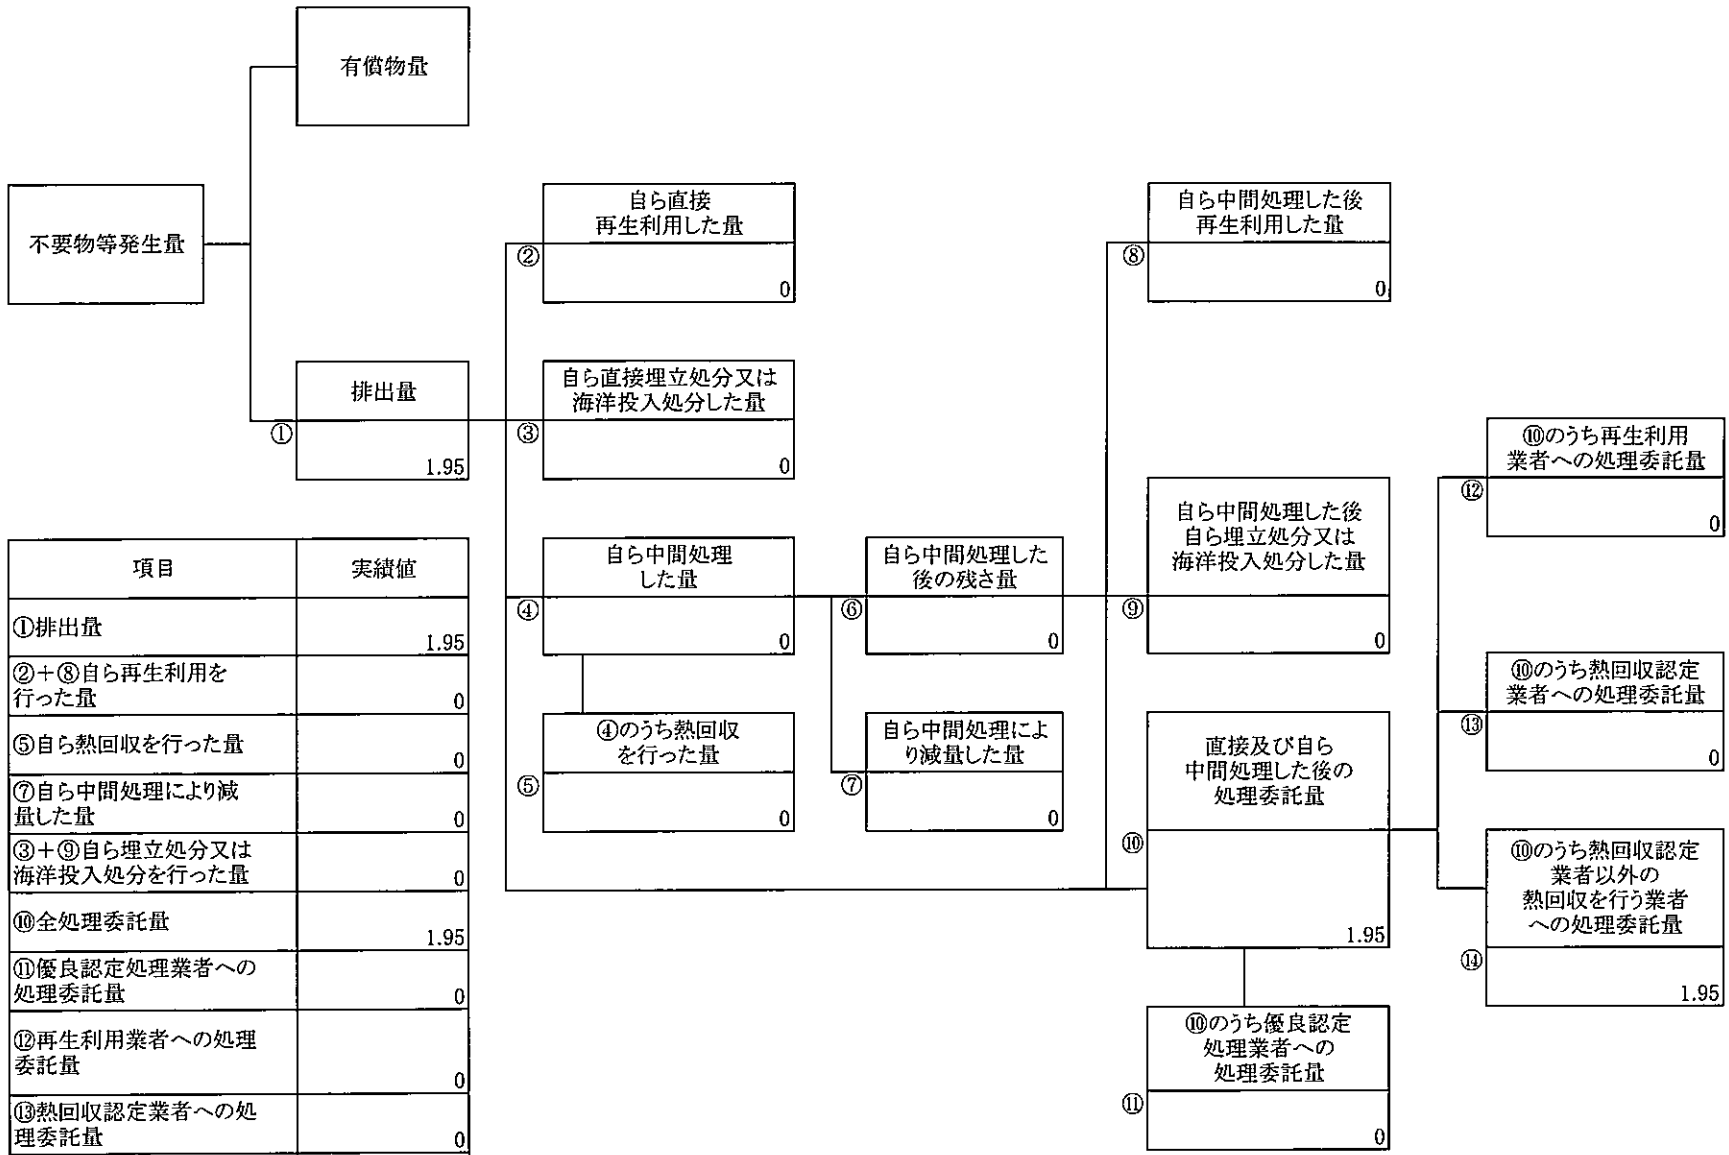 有償物量
不要物等発生量
自ら直接
再生利用した量
②
0
自ら中間処理した後
再生利用した量
⑧
0
排出量
①
1.95
自ら直接埋立処分又は
海洋投入処分した量
③
0
⑩のうち再生利用
業者への処理委託量
⑫
0
自ら中間処理した後
自ら埋立処分又は
海洋投入処分した量
⑨
0
自ら中間処理
した量
④
0
自ら中間処理した
後の残さ量
⑥
0
⑩のうち熱回収認定
業者への処理委託量
⑬
0
④のうち熱回収
を行った量
⑤
0
自ら中間処理によ
り減量した量
⑦
0
直接及び自ら
中間処理した後の
処理委託量
⑩
1.95
⑩のうち熱回収認定
業者以外の
熱回収を行う業者
への処理委託量
⑭
1.95
⑩のうち優良認定
処理業者への
処理委託量
⑪
0
項目 実績値
①排出量
1.95
②+⑧自ら再生利用を
行った量
0
⑤自ら熱回収を行った量
0
⑦自ら中間処理により減
量した量
0
③+⑨自ら埋立処分又は
海洋投入処分を行った量
0
⑩全処理委託量
1.95
⑪優良認定処理業者への
処理委託量
0
⑫再生利用業者への処理
委託量
0
⑬熱回収認定業者への処
理委託量
0